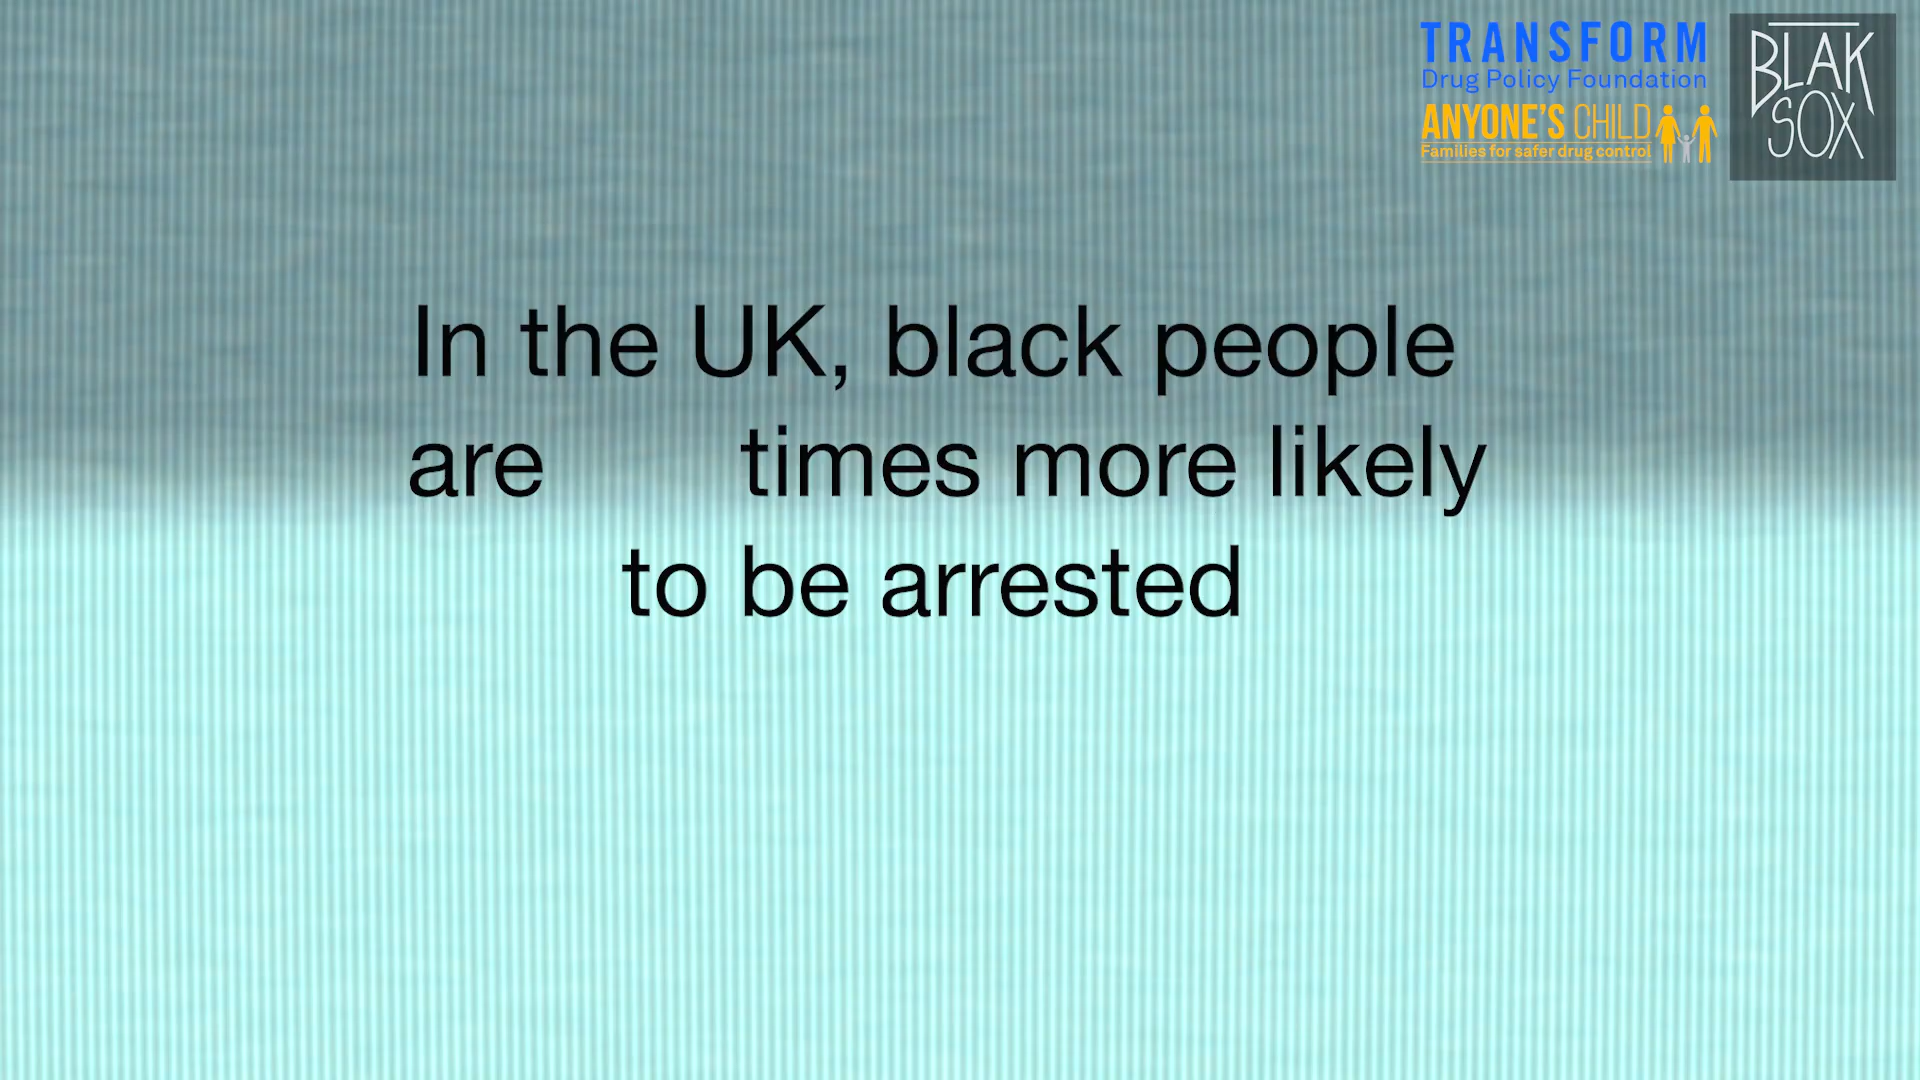 TRANSFORM
Drug Policy Foundation
ANYONE'S CHILD
Families for safer drug control
BLAK
SOX
In the UK, black people
are times more likely
to be arrested